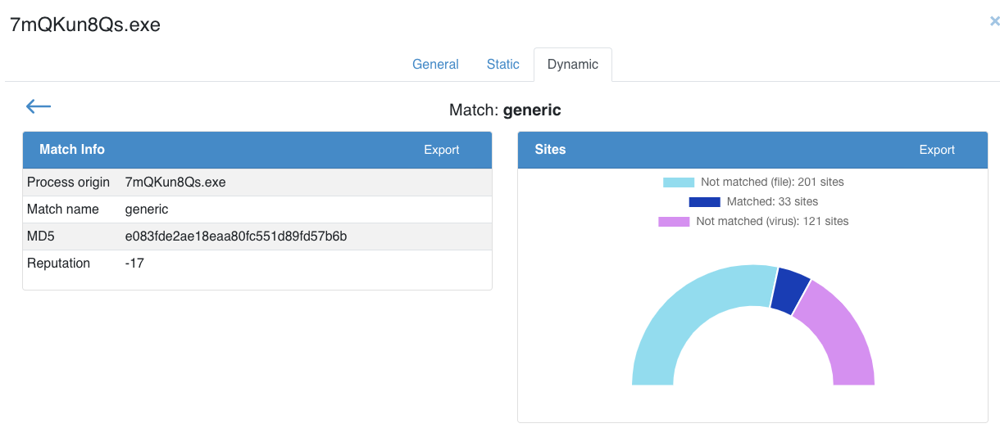 7mQKun8Qs.exe ×
General Static Dynamic
Match: generic
Match Info Export
Process origin 7mQKun8Qs.exe
Match name generic
MD5 e083fde2ae18eaa80fc551d89fd57b6b
Reputation -17
Sites Export
Not matched (file): 201 sites
Matched: 33 sites
Not matched (virus): 121 sites